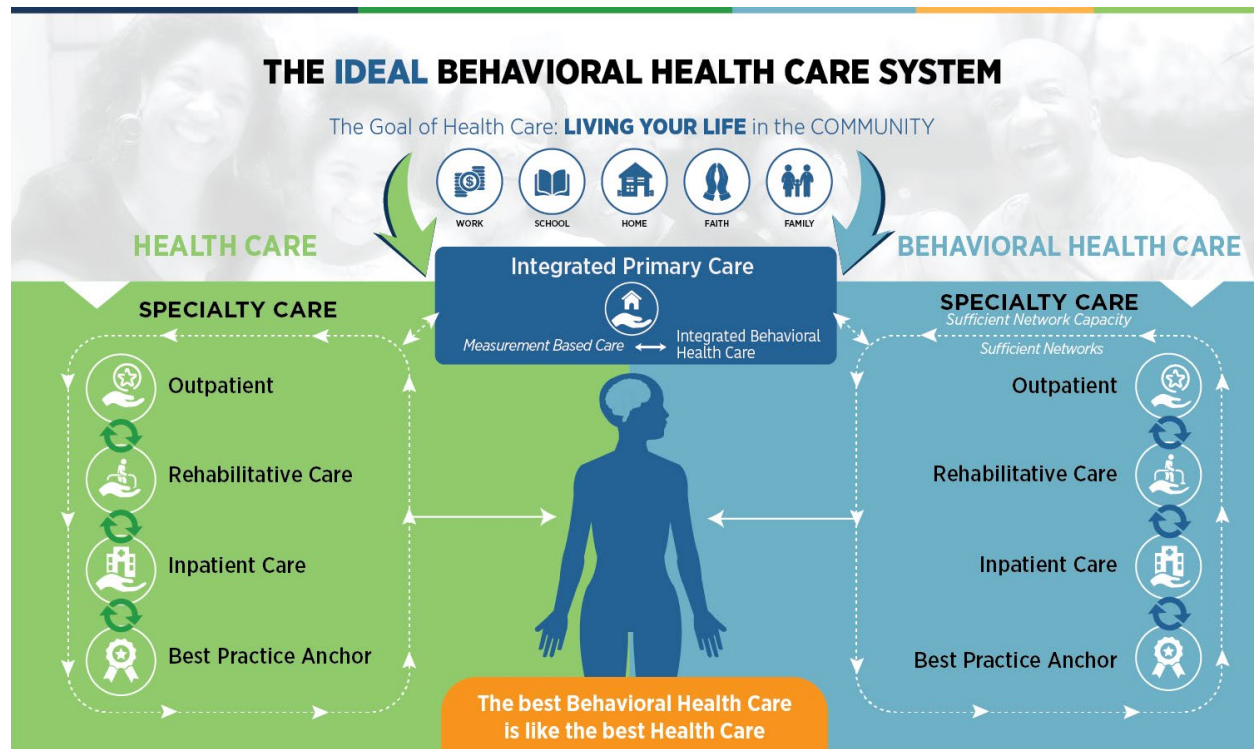 THE IDEAL BEHAVIORAL HEALTH CARE SYSTEM
The Goal of Health Care: LIVING YOUR LIFE in the COMMUNITY
WORK
SCHOOL
HOME
FAITH
FAMILY
HEALTH CARE
BEHAVIORAL HEALTH CARE
Integrated Primary Care
Measurement Based Care
Integrated Behavioral
Health Care
SPECIALTY CARE
Outpatient
Rehabilitative Care
Inpatient Care
Best Practice Anchor
SPECIALTY CARE
Sufficient Network Capacity
Sufficient Networks
Outpatient
Rehabilitative Care
Inpatient Care
Best Practice Anchor
The best Behavioral Health Care
is like the best Health Care